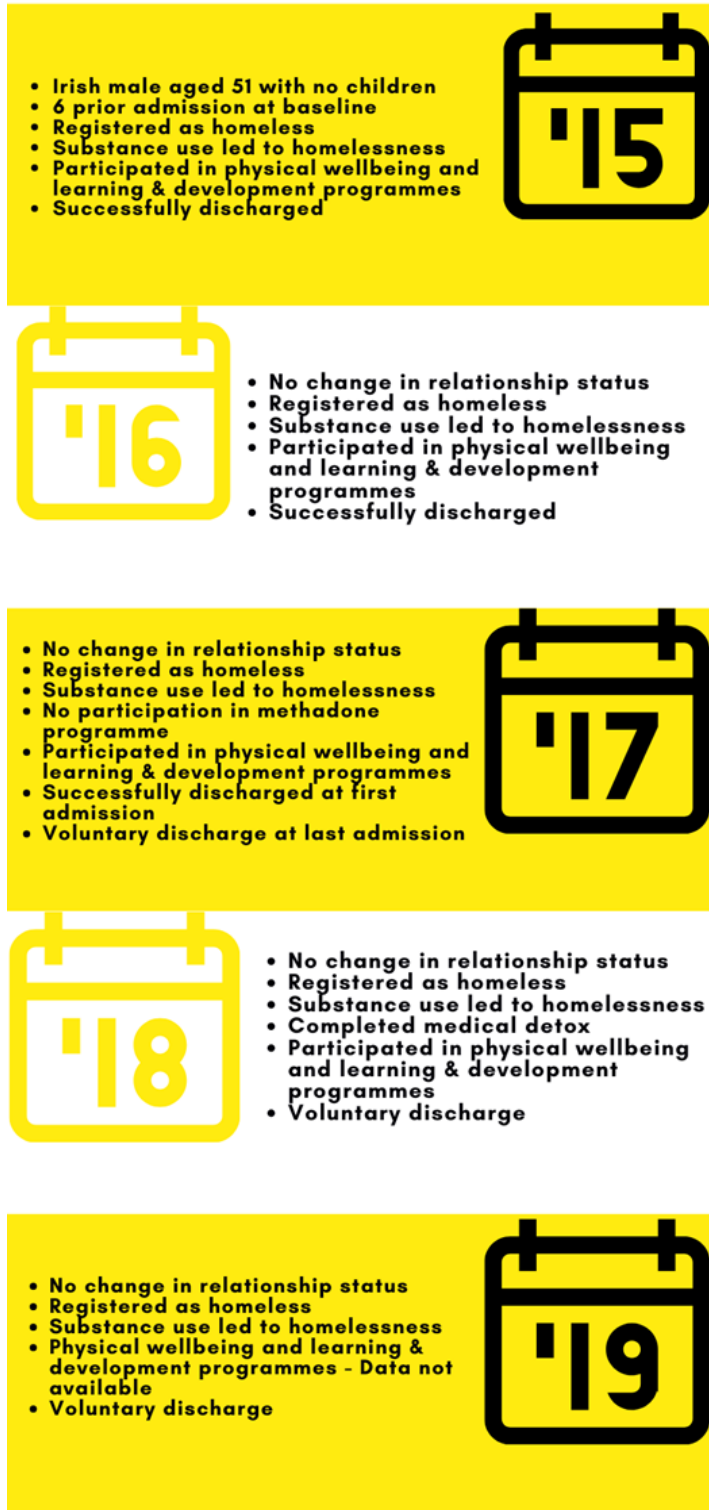 • Irish male aged 51 with no children
• 6 prior admission at baseline
• Registered as homeless
• Substance use led to homelessness
• Participated in physical wellbeing and
learning & development programmes
• Successfully discharged
'15
'16
• No change in relationship status
• Registered as homeless
• Substance use led to homelessness
• Participated in physical wellbeing
and learning & development
programmes
• Successfully discharged
• No change in relationship status
• Registered as homeless
• Substance use led to homelessness
• No participation in methadone
programme
• Participated in physical wellbeing and
learning & development programmes
• Successfully discharged at first
admission
• Voluntary discharge at last admission
'17
'18
• No change in relationship status
• Registered as homeless
• Substance use led to homelessness
• Completed medical detox
• Participated in physical wellbeing
and learning & development
programmes
• Voluntary discharge
• No change in relationship status
• Registered as homeless
• Substance use led to homelessness
• Physical wellbeing and learning &
development programmes - Data not
available
• Voluntary discharge
'19